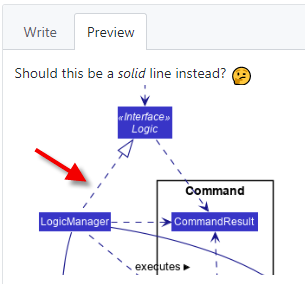 Write Preview
Should this be a solid line instead? 🤔
«Interface»
Logic
Command
LogicManager
CommandResult
executes ▶